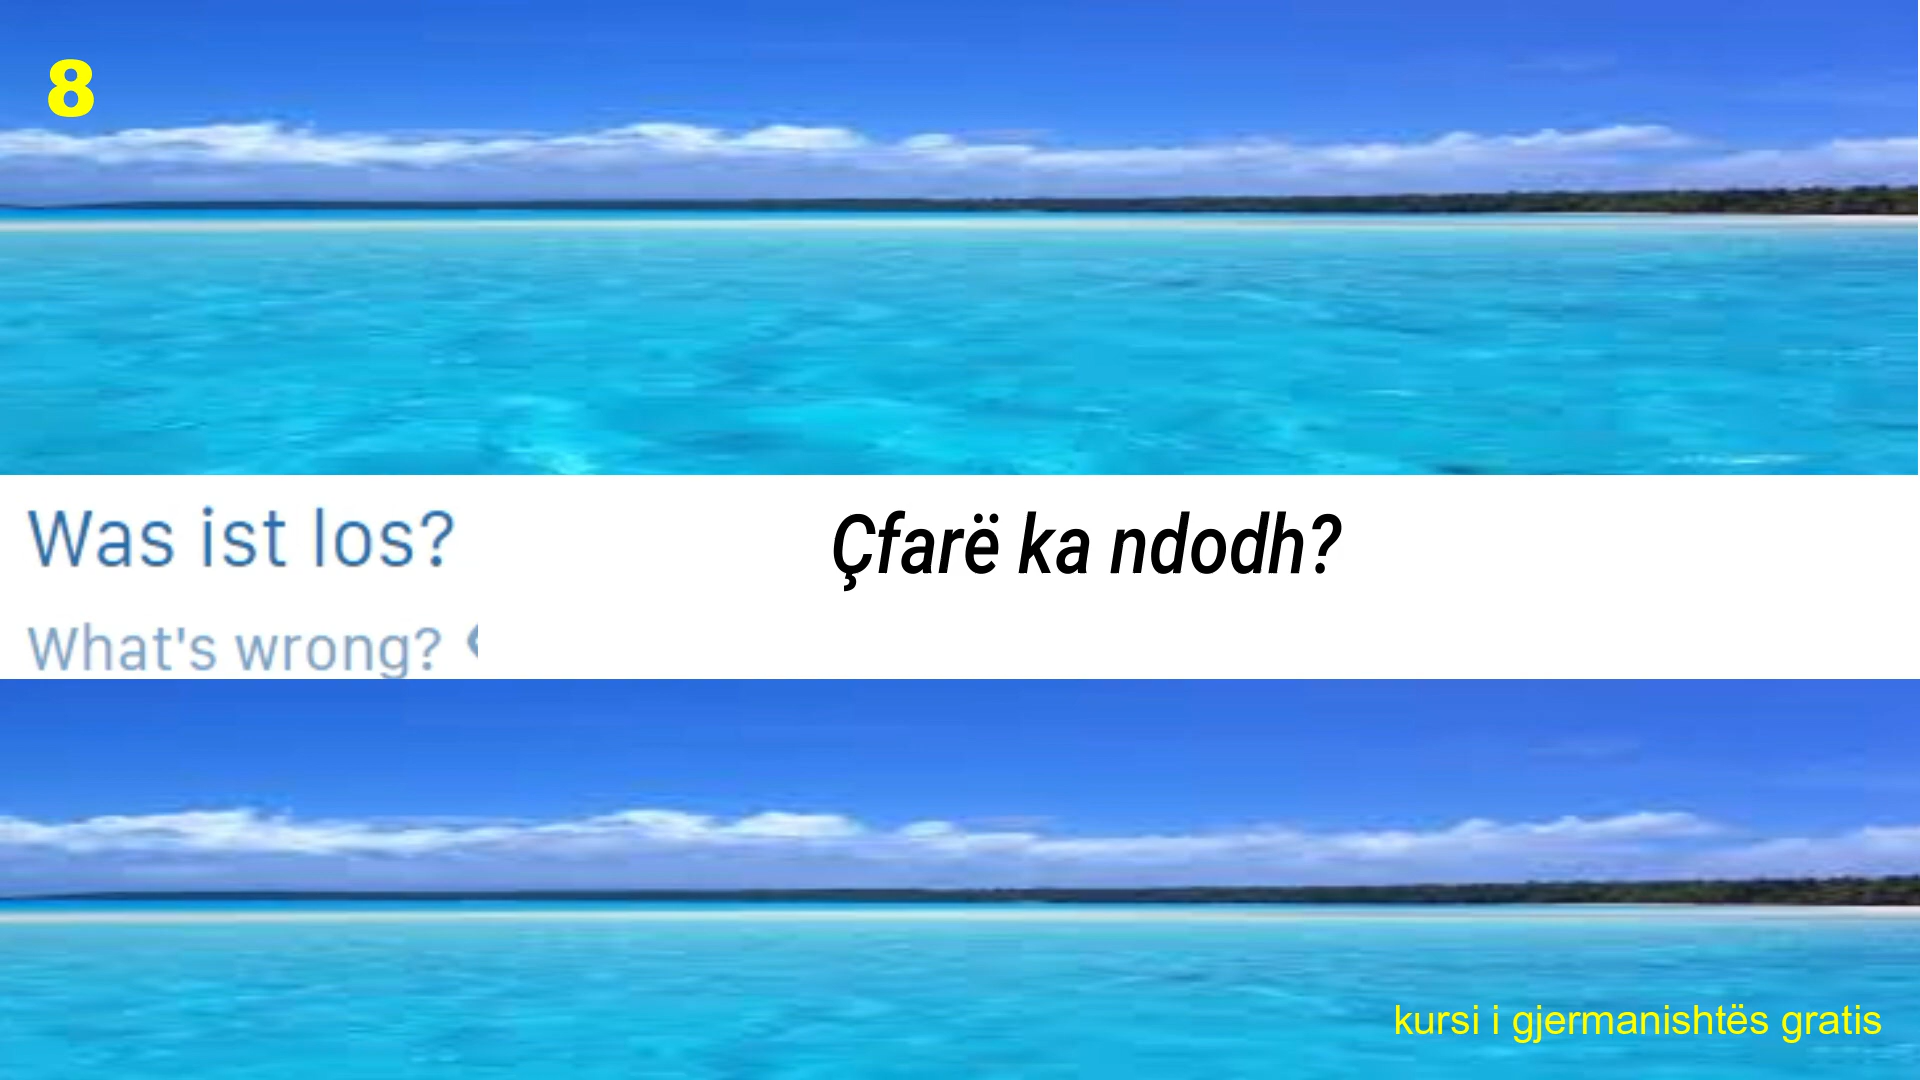 8
Was ist los?
Çfarë ka ndodh?
What's wrong?
kursi i gjermanishtës gratis